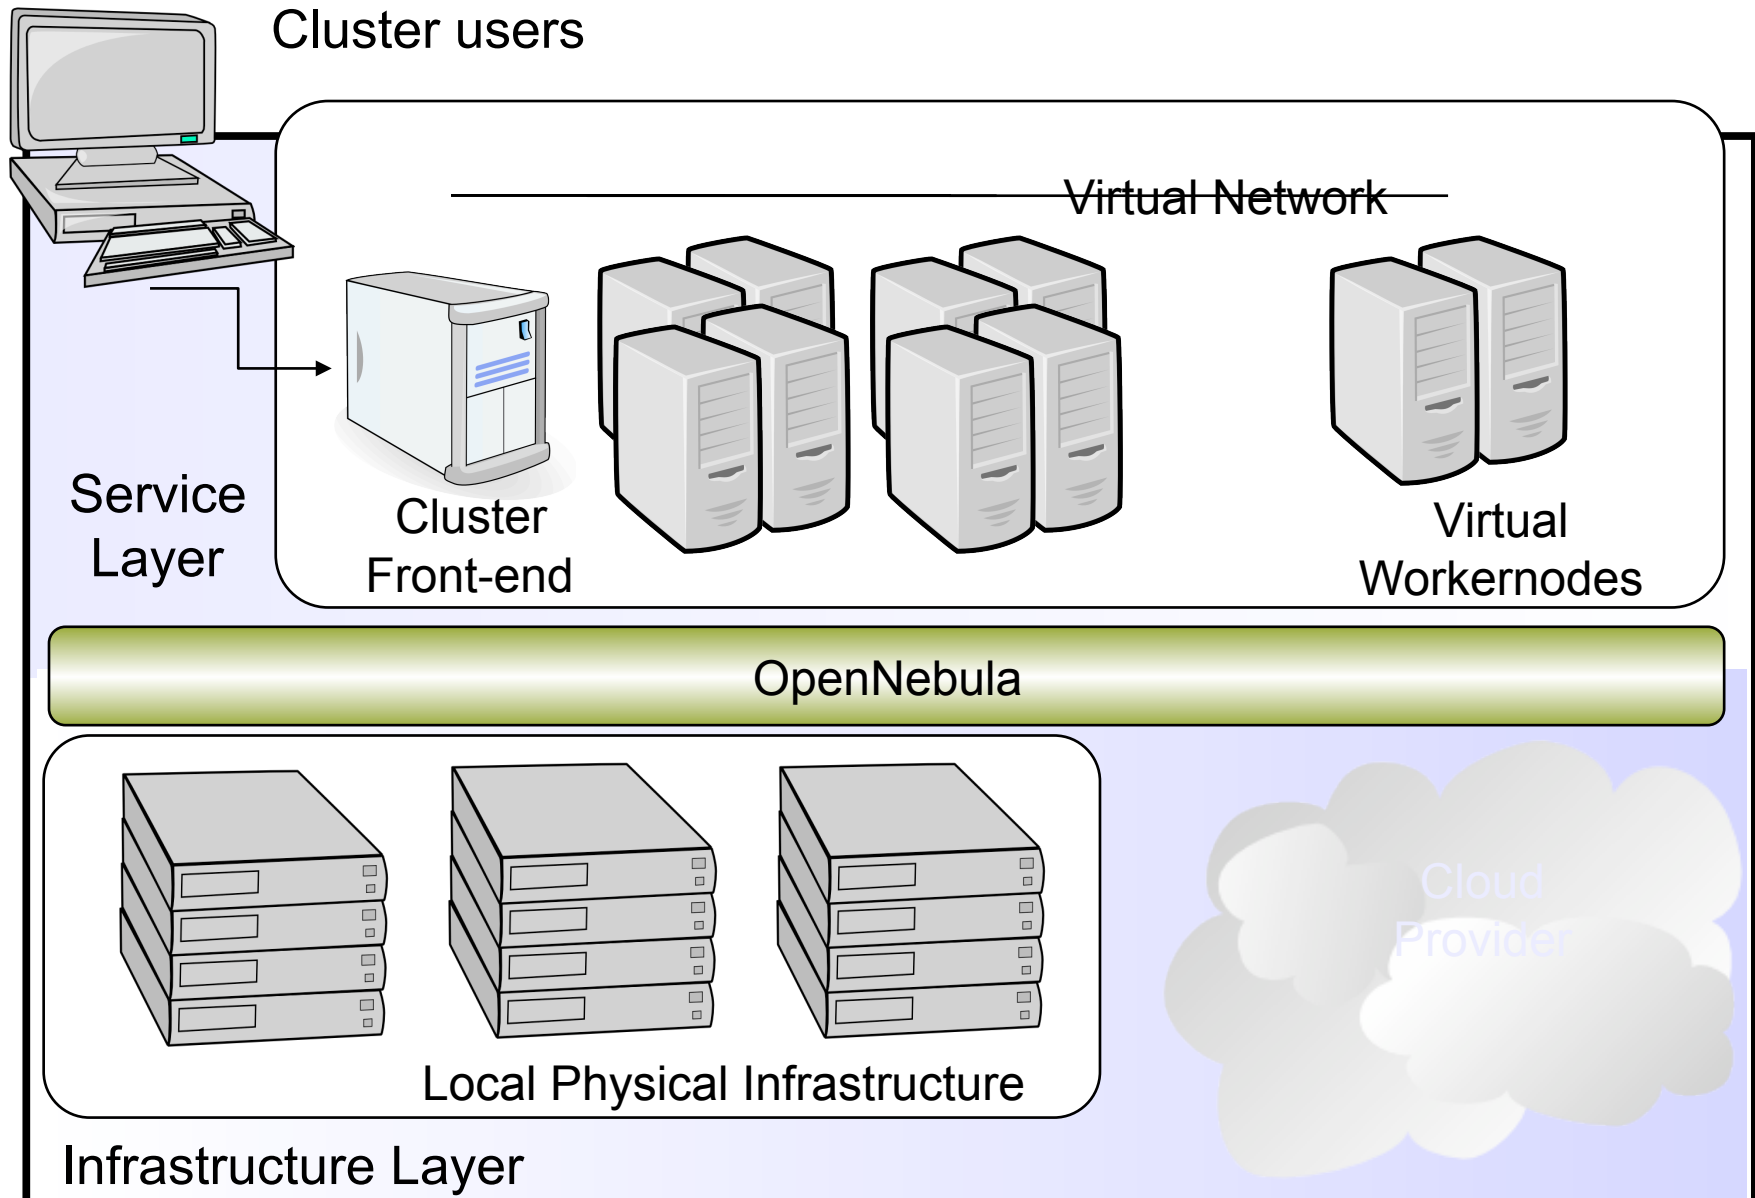 Cluster users
Virtual Network
Service
Layer
Cluster
Front-end
Virtual
Workernodes
OpenNebula
Cloud
Provider
Local Physical Infrastructure
Infrastructure Layer